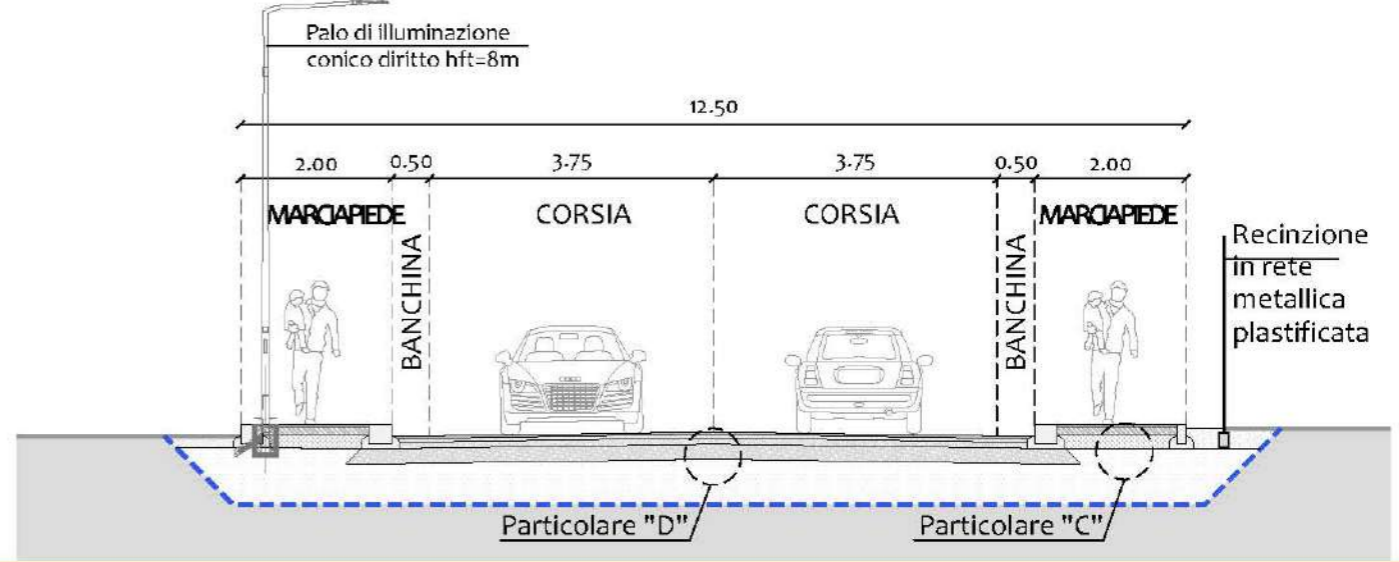 Palo di illuminazione
conico diritto hft=8m
12.50
2.00 0.50 3.75 3.75 0.50 2.00
MARCIAPIEDE CORSIA CORSIA MARCIAPIEDE
BANCHINA
BANCHINA
Recinzione
in rete
metallica
plastificata
Particolare "D" Particolare "C"